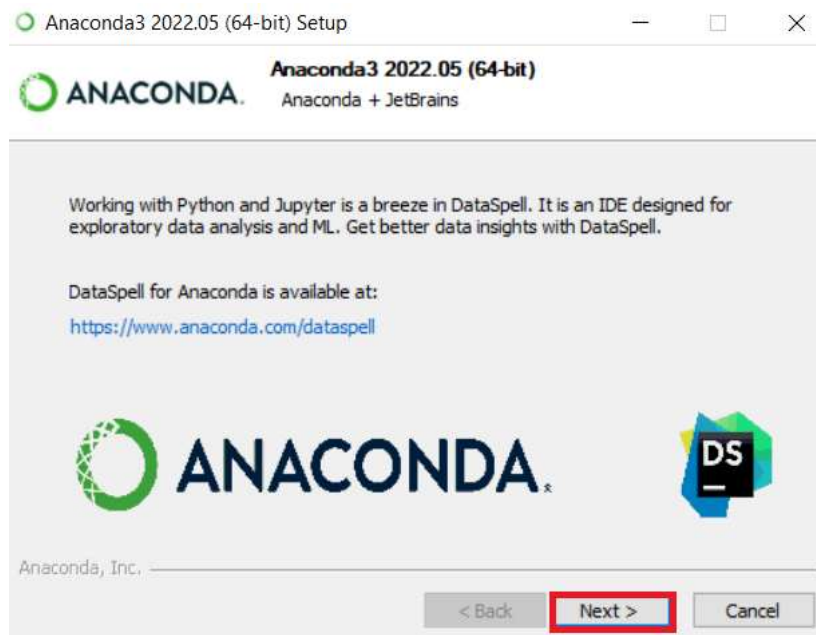 Anaconda3 2022.05 (64-bit) Setup
ANACONDA.
Anaconda3 2022.05 (64-bit)
Anaconda + JetBrains
Working with Python and Jupyter is a breeze in DataSpell. It is an IDE designed for
exploratory data analysis and ML. Get better data insights with DataSpell.
DataSpell for Anaconda is available at:
https://www.anaconda.com/dataspell
ANACONDA.
DS
Anaconda, Inc.
< Back Next > Cancel